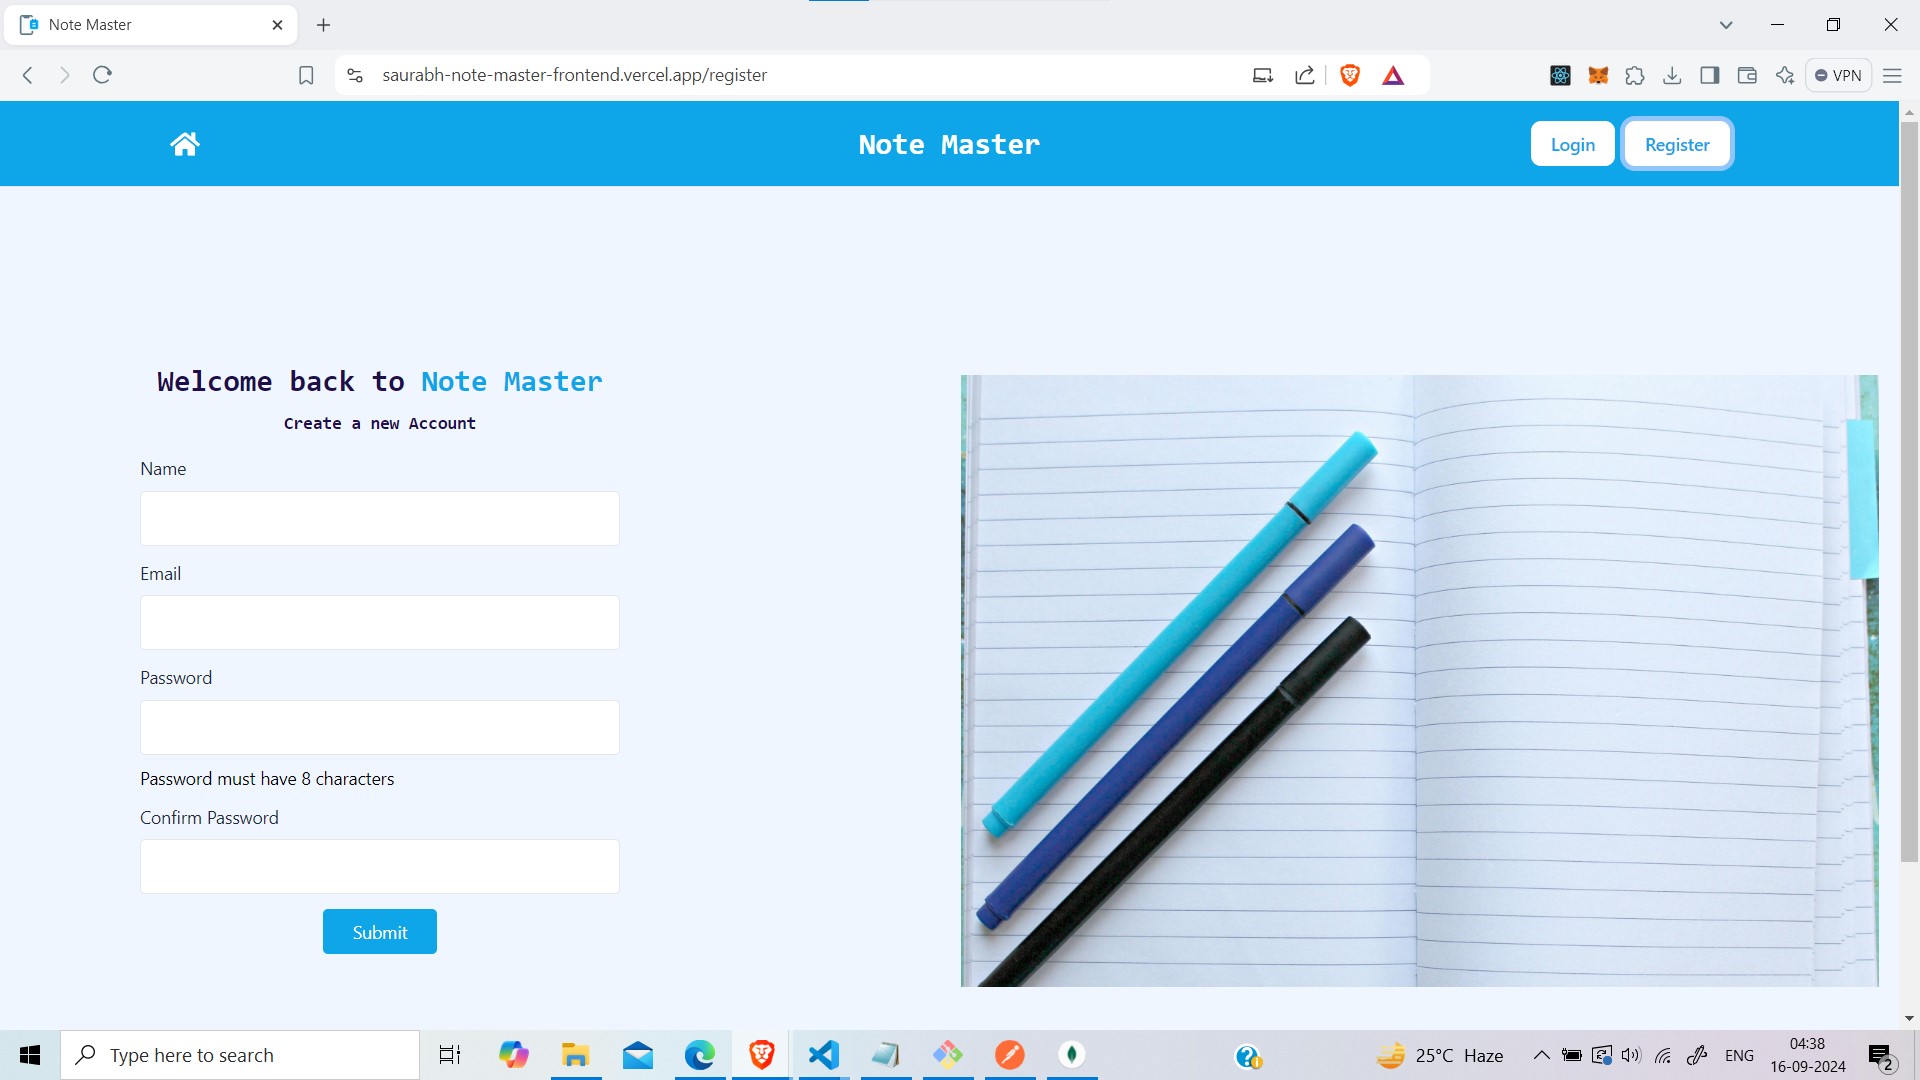 Note Master
saurabh-note-master-frontend.vercel.app/register
VPN
Note Master
Login
Register
Welcome back to Note Master
Create a new Account
Name
Email
Password
Password must have 8 characters
Confirm Password
Submit
Type here to search
25°C Haze
ENG
04:38
16-09-2024
2